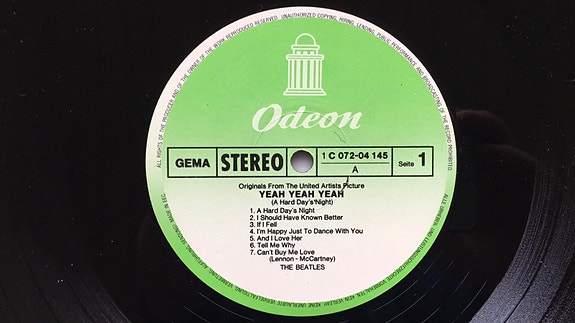 ALL RIGHTS OF THE PRODUCER AND OF THE OWNER OF THE WORK REPRODUCED RESERVED. UNAUTHORIZED COPYING, HIRING, LENDING, PUBLIC PERFORMANCE AND BROADCASTING OF THE RECORD PROHIBITED
Odeon
GEMA
STEREO
1 C 072-04 145
A
Seite 1
Originals From The United Artists Picture
YEAH YEAH YEAH
(A Hard Day's Night)
1. A Hard Day's Night
2. I Should Have Known Better
3. If I Fell
4. I'm Happy Just To Dance With You
5. And I Love Her
6. Tell Me Why
7. Can't Buy Me Love
(Lennon - McCartney)
THE BEATLES